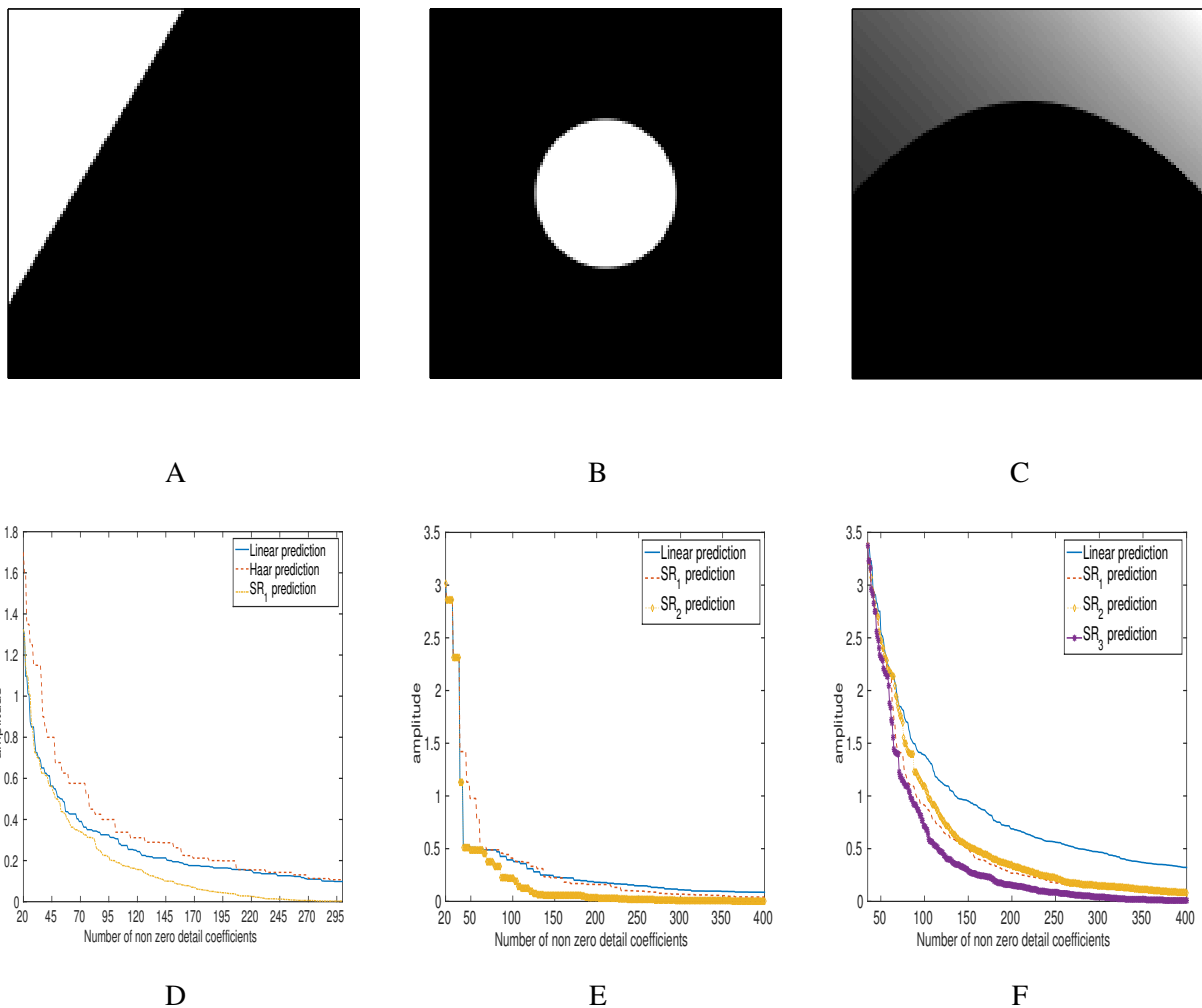 A B C
1.8
1.6
1.4
1.2
1
0.8
0.6
0.4
0.2
0
20 45 70 95 120 145 170 195 220 245 270 295
Number of non zero detail coefficients
Linear prediction
Haar prediction
SR1 prediction
3.5
3
2.5
2
1.5
1
0.5
0
amplitude
20 50 100 150 200 250 300 350 400
Number of non zero detail coefficients
Linear prediction
SR1 prediction
SR2 prediction
3.5
3
2.5
2
1.5
1
0.5
0
amplitude
50 100 150 200 250 300 350 400
Number of non zero detail coefficients
Linear prediction
SR1 prediction
SR2 prediction
SR3 prediction
D E F